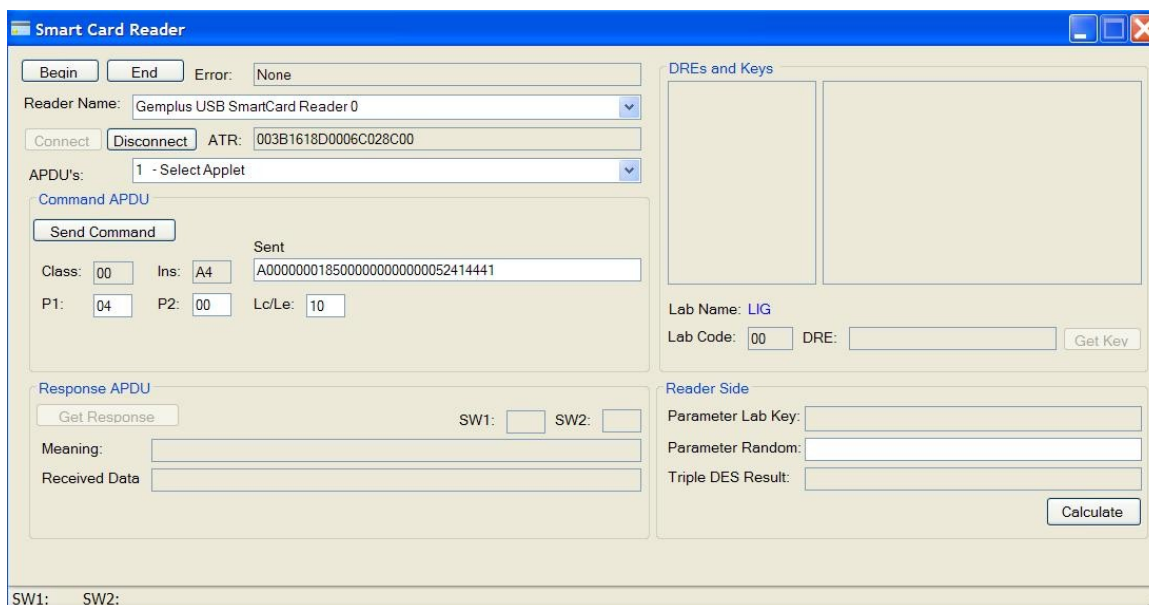 Smart Card Reader
Begin End Error: None
Reader Name: Gemplus USB SmartCard Reader 0
Connect Disconnect ATR: 003B1618D0006C028C00
APDU's: 1 - Select Applet
Command APDU
Send Command
Sent
Class: 00 Ins: A4 A0000000185000000000000052414441
P1: 04 P2: 00 Lc/Le: 10
Response APDU
Get Response SW1: SW2:
Meaning:
Received Data
DREs and Keys
Lab Name: LIG
Lab Code: 00 DRE: Get Key
Reader Side
Parameter Lab Key:
Parameter Random:
Triple DES Result:
Calculate
SW1: SW2: